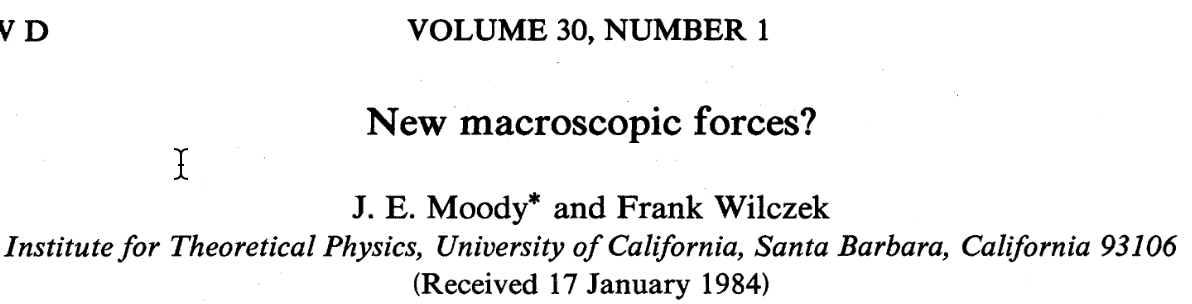 V D VOLUME 30, NUMBER 1
New macroscopic forces?
J. E. Moody* and Frank Wilczek
Institute for Theoretical Physics, University of California, Santa Barbara, California 93106
(Received 17 January 1984)